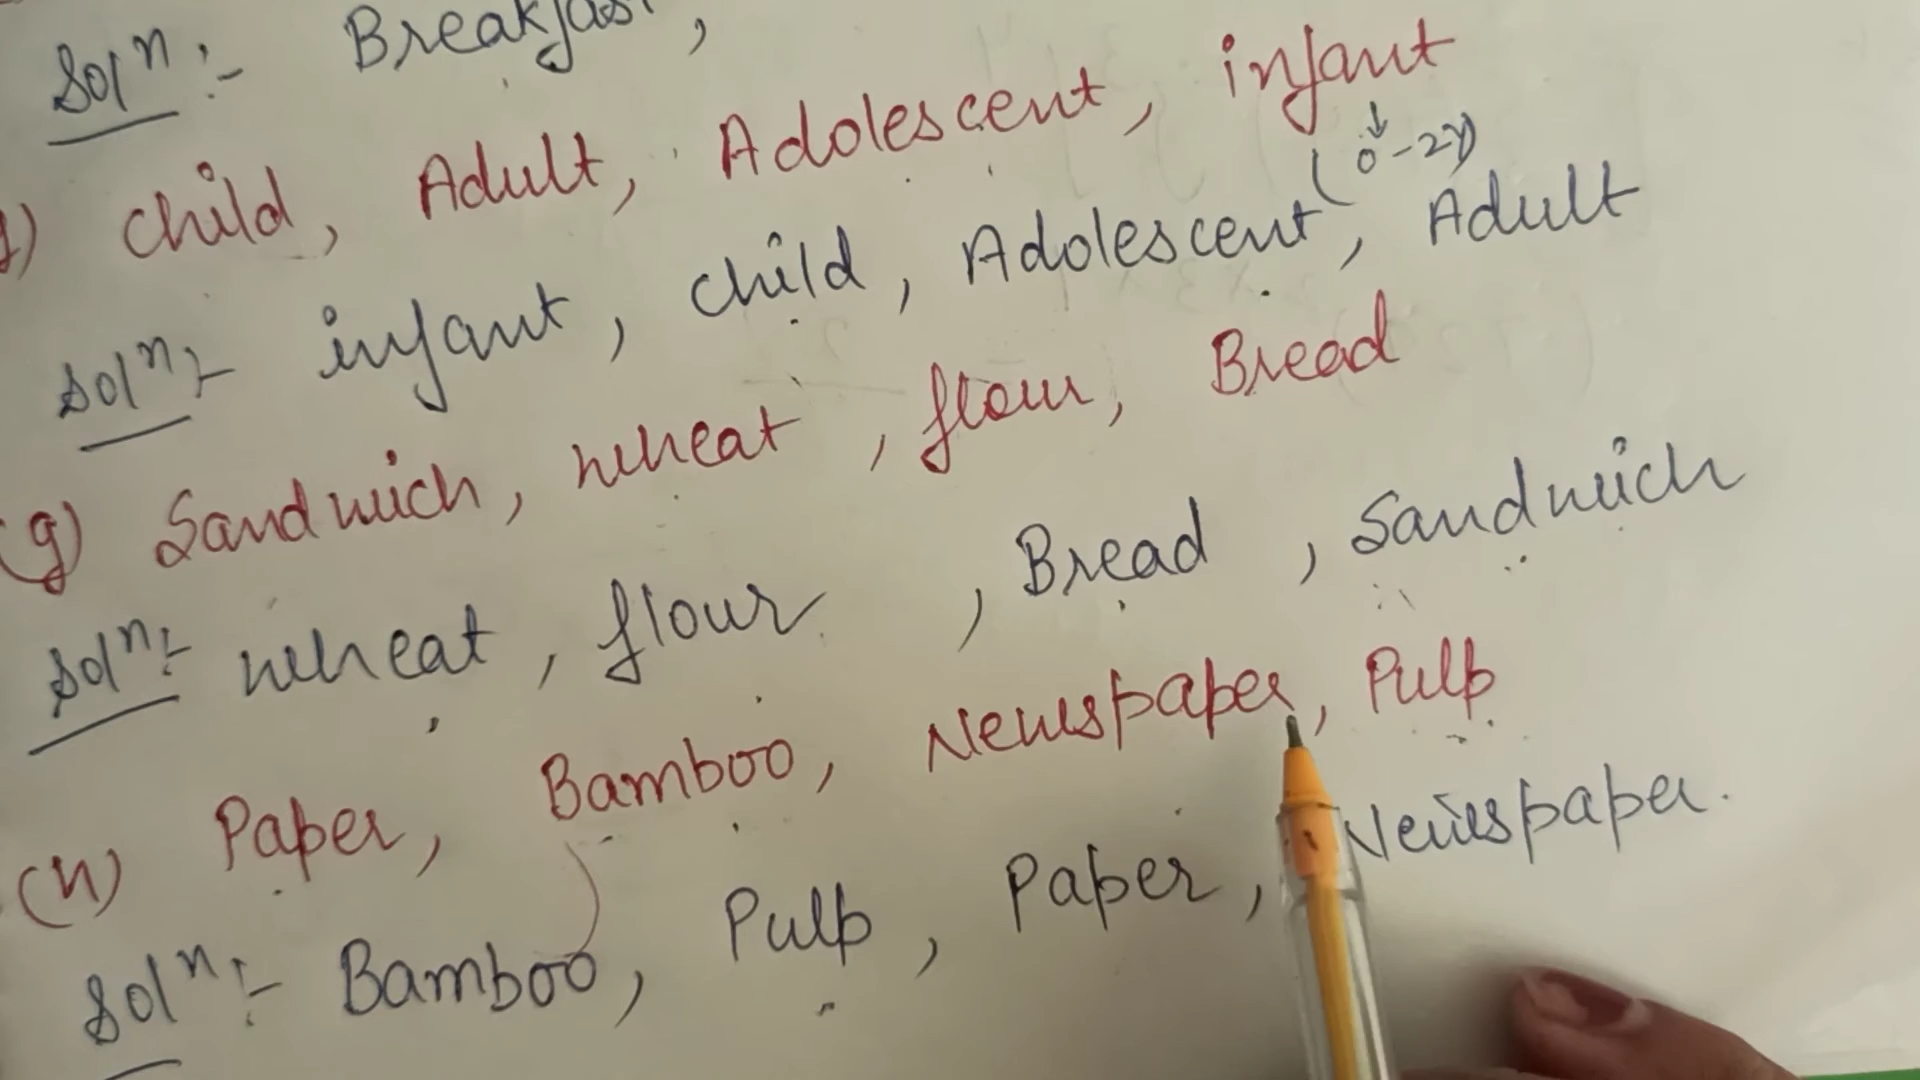 Solⁿ:- Breakfast,
f) child, Adult, Adolescent, infant
(0-2y)
Solⁿ:- infant, child, Adolescent, Adult
(g) Sandwich, wheat, flour, Bread
Solⁿ:- wheat, flour, Bread, Sandwich
(h) Paper, Bamboo, Newspaper, Pulp
Solⁿ:- Bamboo, Pulp, Paper, Newspaper.